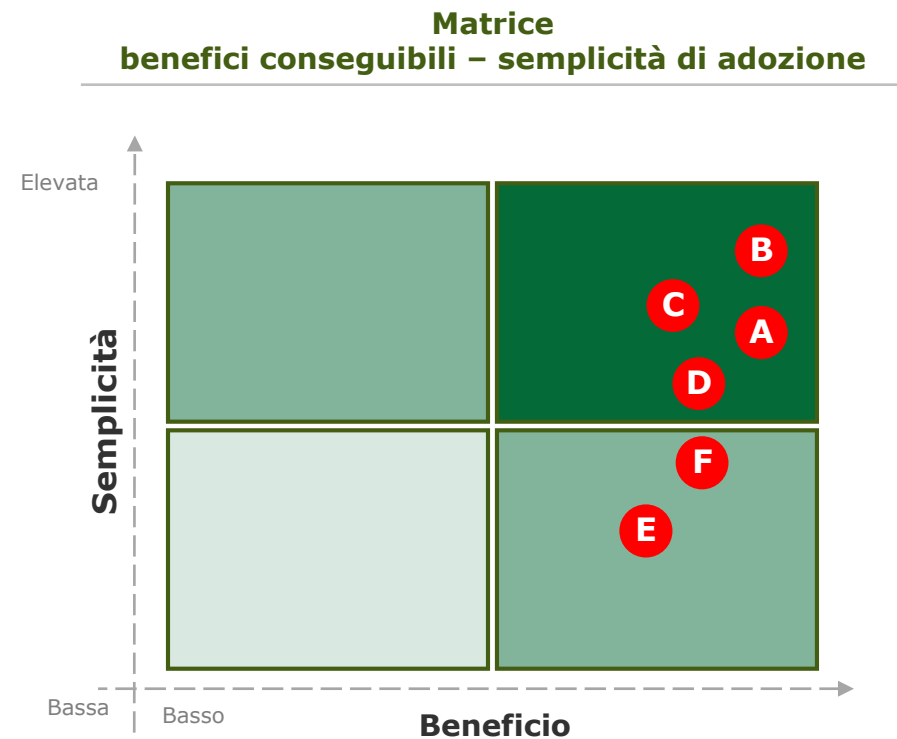 Matrice
benefici conseguibili – semplicità di adozione
Elevata
B
C
A
Semplicità
D
F
E
Bassa
Basso
Beneficio